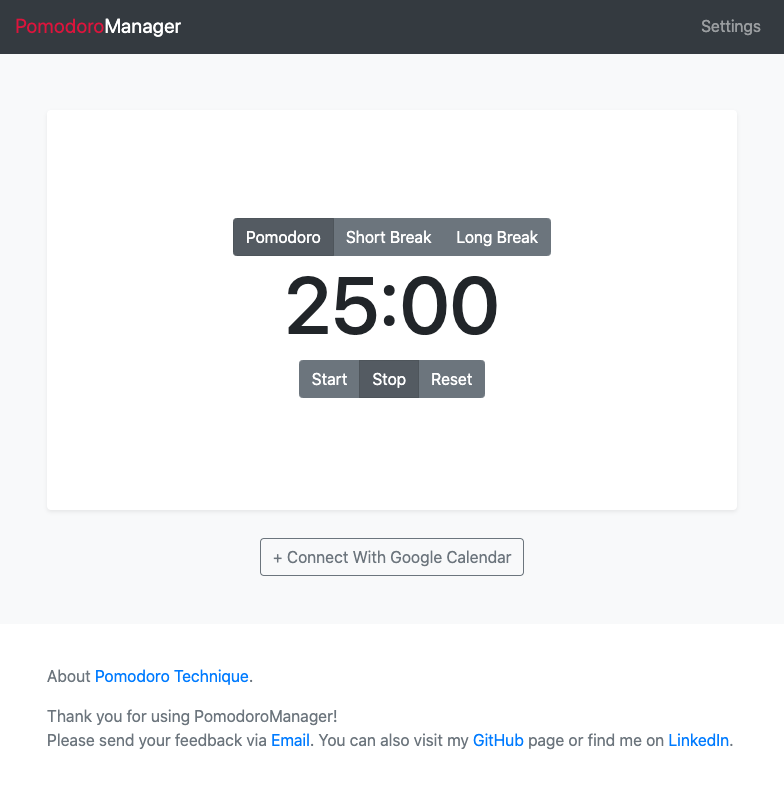 PomodoroManager Settings
Pomodoro Short Break Long Break
25:00
Start Stop Reset
+ Connect With Google Calendar
About Pomodoro Technique.
Thank you for using PomodoroManager!
Please send your feedback via Email. You can also visit my GitHub page or find me on LinkedIn.